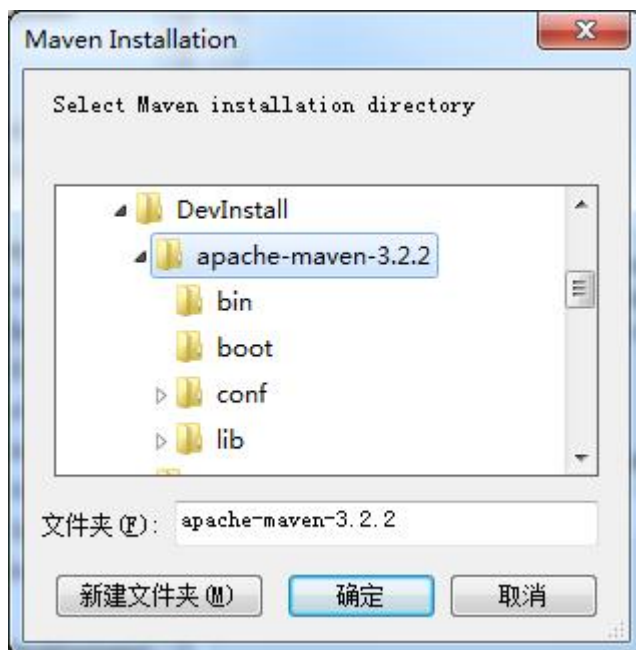 Maven Installation
Select Maven installation directory
DevInstall
apache-maven-3.2.2
bin
boot
conf
lib
文件夹(F): apache-maven-3.2.2
新建文件夹(M) 确定 取消